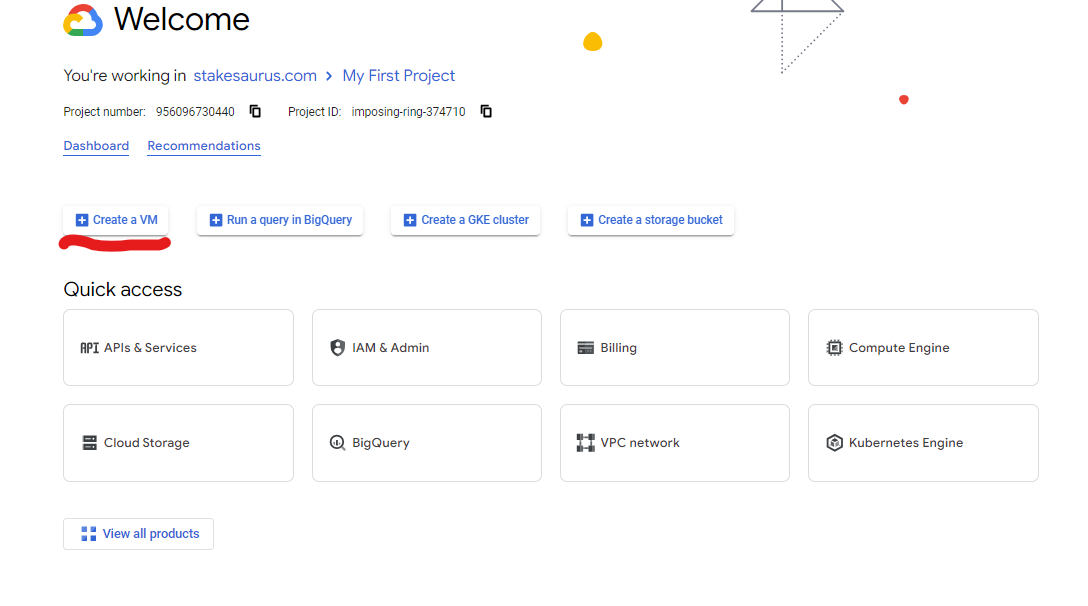 Welcome
You're working in stakesaurus.com > My First Project
Project number: 956096730440 Project ID: imposing-ring-374710
Dashboard Recommendations
Create a VM Run a query in BigQuery Create a GKE cluster Create a storage bucket
Quick access
API APIs & Services IAM & Admin Billing Compute Engine
Cloud Storage BigQuery VPC network Kubernetes Engine
View all products